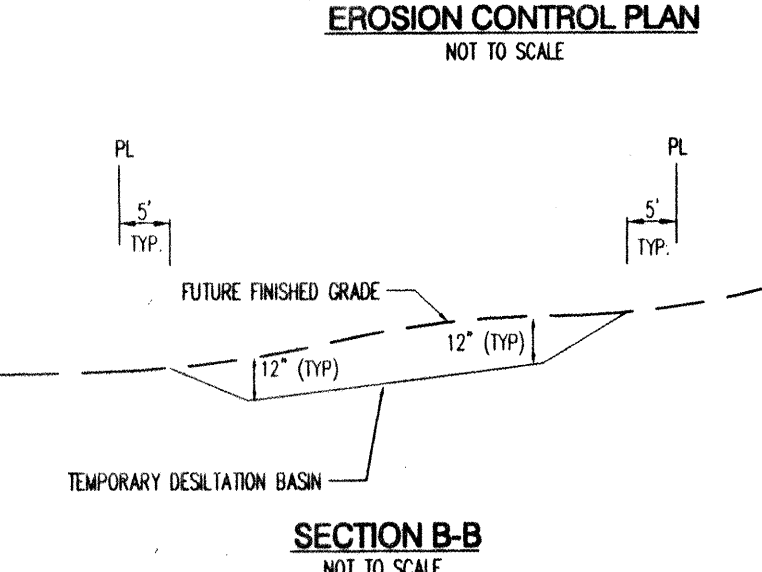 EROSION CONTROL PLAN
NOT TO SCALE
PL
PL
5'
TYP.
5'
TYP.
FUTURE FINISHED GRADE
12" (TYP)
12" (TYP)
TEMPORARY DESILTATION BASIN
SECTION B-B
NOT TO SCALE